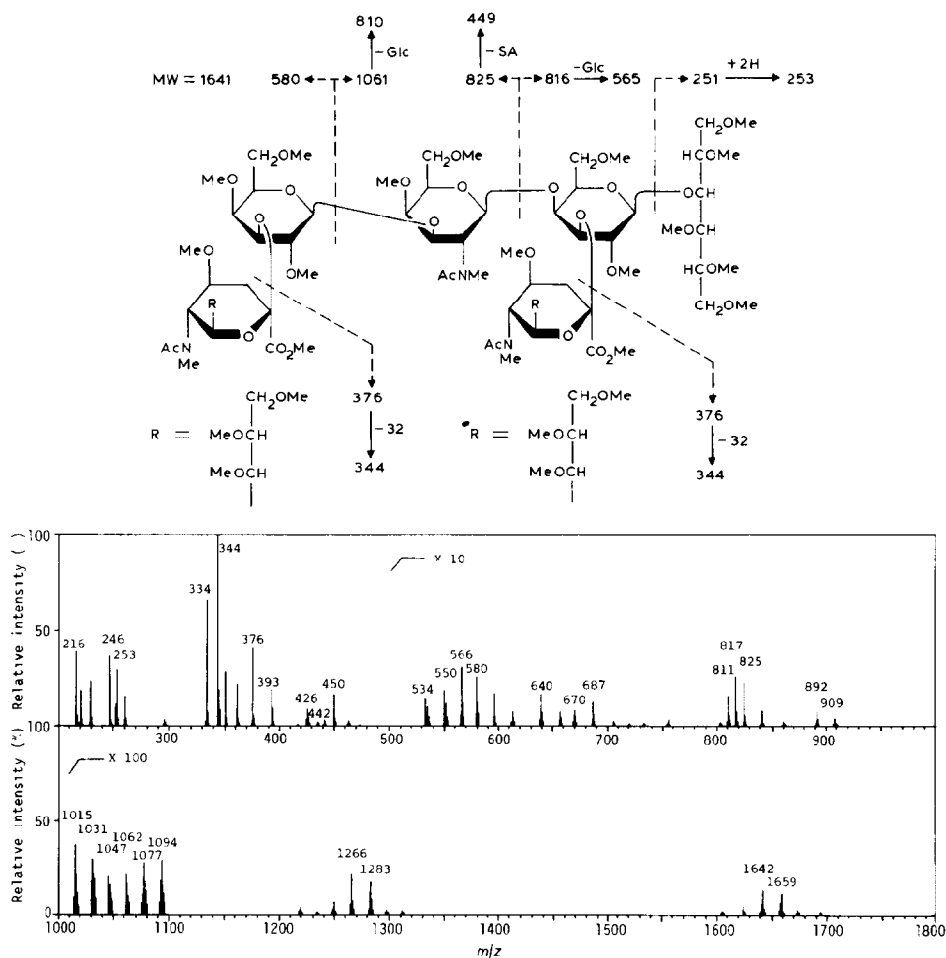 810 449
-Glc -SA
MW = 1641 580 1061 825 816 -Glc 565 251 +2H 253
CH2OMe
CH2OMe CH2OMe CH2OMe HCOMe
MeO O MeO O O O OCH
O O O MeOCH
MeO OMe AcNMe MeO OMe HCOMe
R R CH2OMe
AcN O CO2Me AcN O CO2Me
Me Me
376 376
CH2OMe -32 CH2OMe -32
R = MeOCH *R = MeOCH
MeOCH 344 MeOCH 344
Relative intensity ( )
100 344 × 10
334
50 216 246 253 376 393 426 442 450 534 550 566 580 640 670 687 811 817 825 892 909
100 200 300 400 500 600 700 800 900
Relative intensity (%)
× 100
50 1015 1031 1047 1062 1077 1094 1266 1283 1642 1659
0
1000 1100 1200 1300 1400 1500 1600 1700 1800
m/z